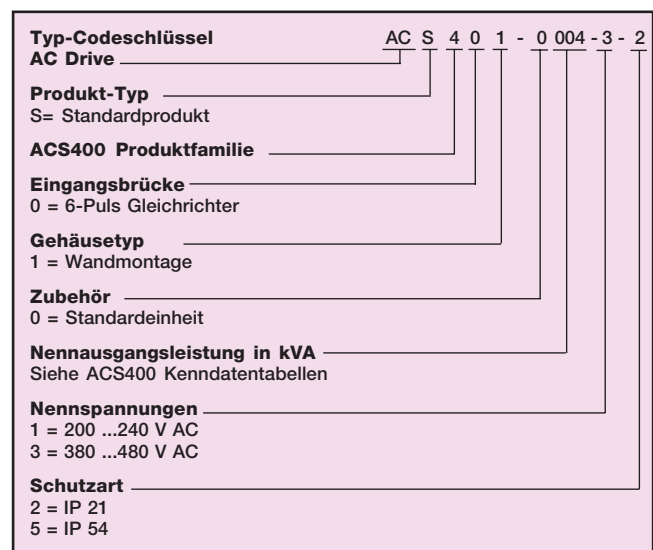 Typ-Codeschlüssel AC S 4 0 1 - 0 004 - 3 - 2
AC Drive
Produkt-Typ
S= Standardprodukt
ACS400 Produktfamilie
Eingangsbrücke
0 = 6-Puls Gleichrichter
Gehäusetyp
1 = Wandmontage
Zubehör
0 = Standardeinheit
Nennausgangsleistung in kVA
Siehe ACS400 Kenndatentabellen
Nennspannungen
1 = 200 ...240 V AC
3 = 380 ...480 V AC
Schutzart
2 = IP 21
5 = IP 54